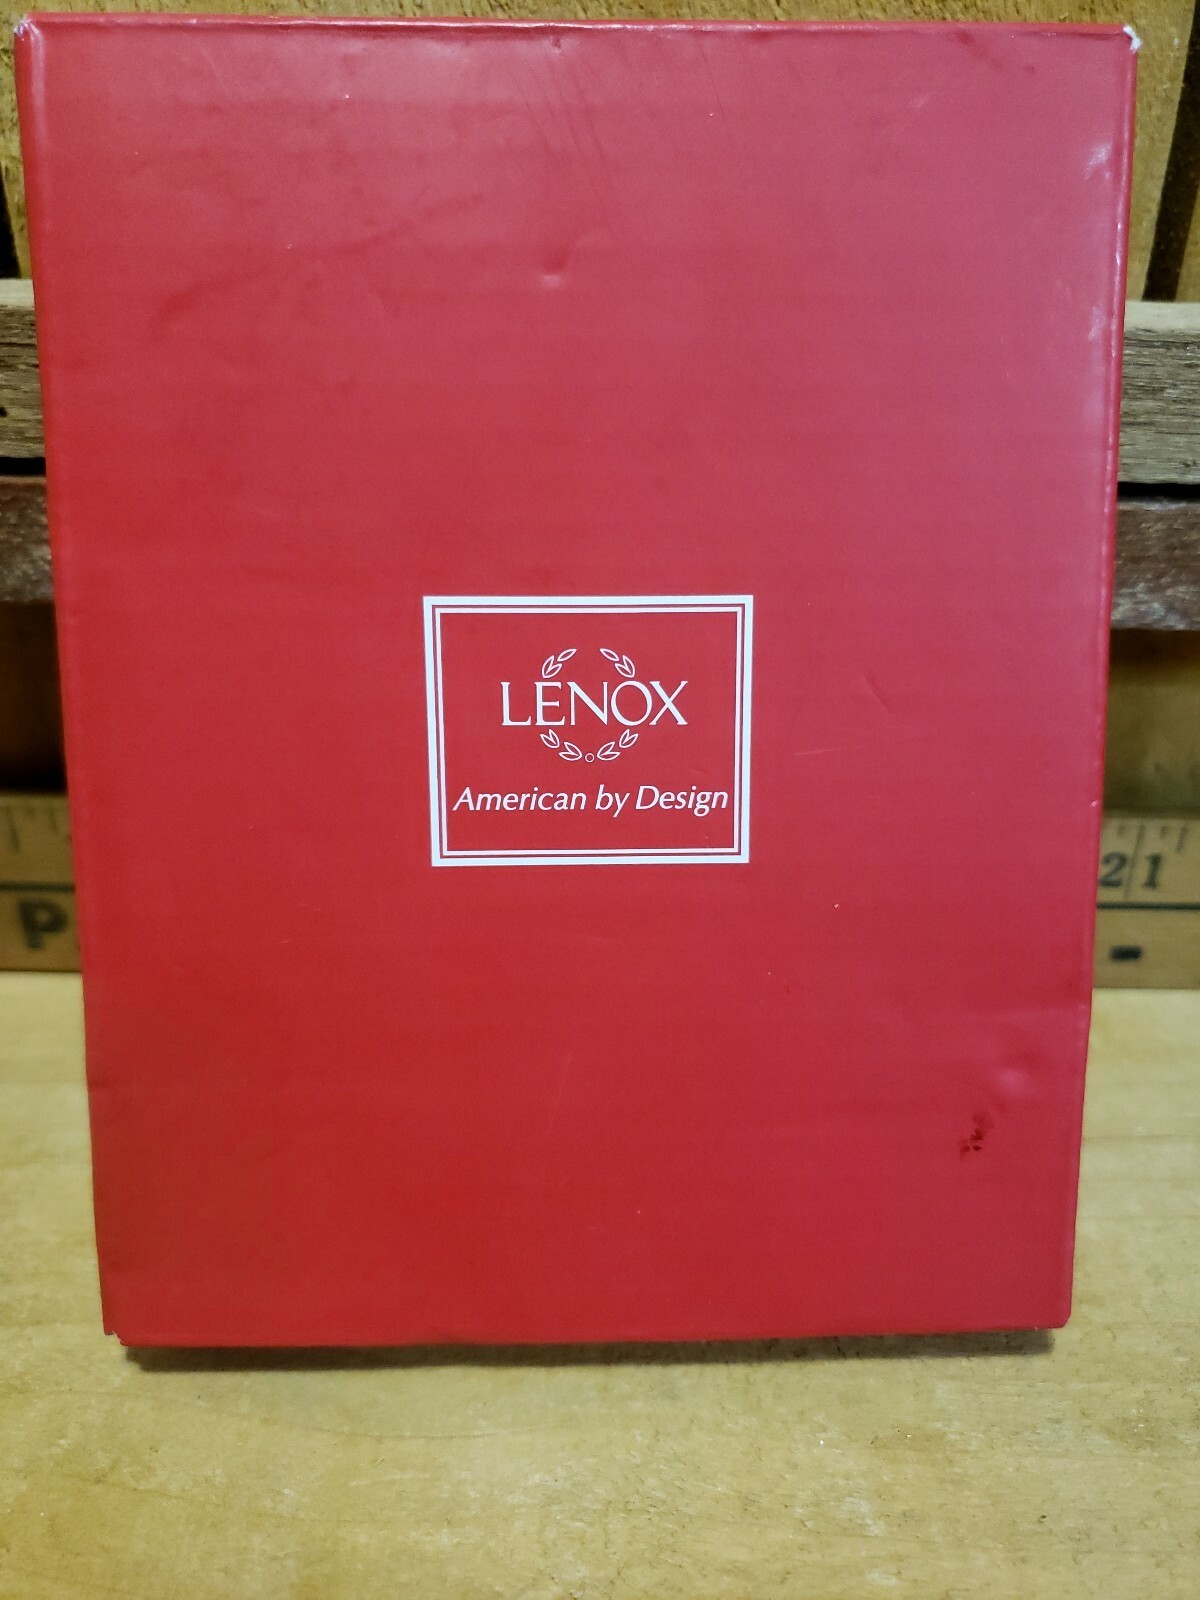 LENOX
American by Design
P
21